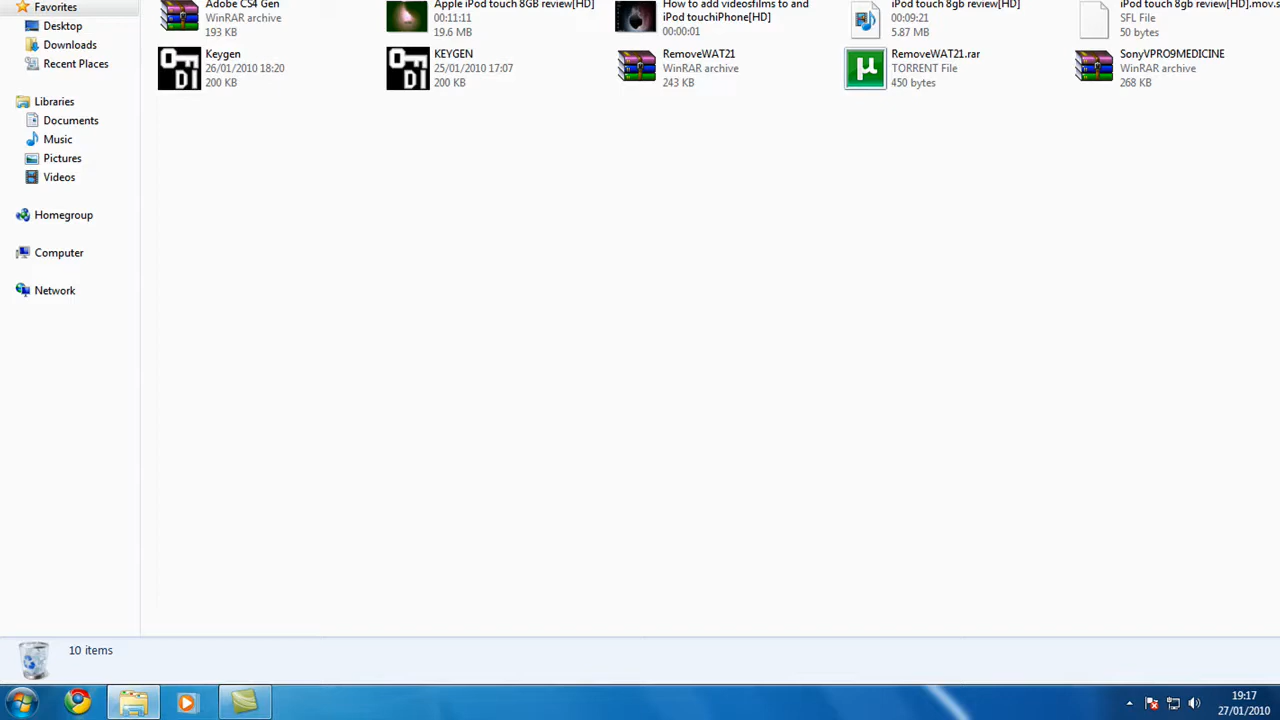 Favorites
Desktop
Downloads
Recent Places
Libraries
Documents
Music
Pictures
Videos
Homegroup
Computer
Network
Adobe CS4 Gen
WinRAR archive
193 KB
Apple iPod touch 8GB review[HD]
00:11:11
19.6 MB
How to add videosfilms to and
iPod touchiPhone[HD]
00:00:01
iPod touch 8gb review[HD]
00:09:21
5.87 MB
iPod touch 8gb review[HD].mov.s
SFL File
50 bytes
Keygen
26/01/2010 18:20
200 KB
KEYGEN
25/01/2010 17:07
200 KB
RemoveWAT21
WinRAR archive
243 KB
RemoveWAT21.rar
TORRENT File
450 bytes
SonyVPRO9MEDICINE
WinRAR archive
268 KB
10 items
19:17
27/01/2010